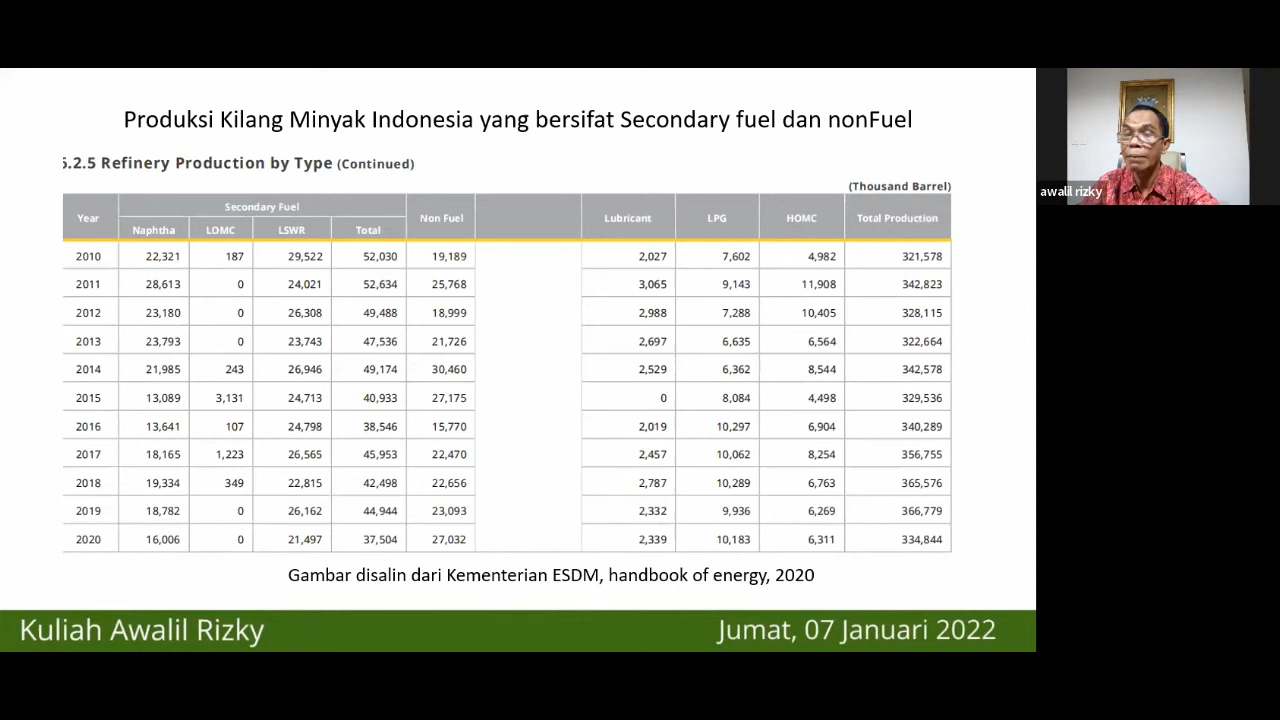 Produksi Kilang Minyak Indonesia yang bersifat Secondary fuel dan nonFuel
5.2.5 Refinery Production by Type (Continued)
(Thousand Barrel)
Year Secondary Fuel Non Fuel Lubricant LPG HOMC Total Production
Naphtha LOMC LSWR Total
2010 22,321 187 29,522 52,030 19,189 2,027 7,602 4,982 321,578
2011 28,613 0 24,021 52,634 25,768 3,065 9,143 11,908 342,823
2012 23,180 0 26,308 49,488 18,999 2,988 7,288 10,405 328,115
2013 23,793 0 23,743 47,536 21,726 2,697 6,635 6,564 322,664
2014 21,985 243 26,946 49,174 30,460 2,529 6,362 8,544 342,578
2015 13,089 3,131 24,713 40,933 27,175 0 8,084 4,498 329,536
2016 13,641 107 24,798 38,546 15,770 2,019 10,297 6,904 340,289
2017 18,165 1,223 26,565 45,953 22,470 2,457 10,062 8,254 356,755
2018 19,334 349 22,815 42,498 22,656 2,787 10,289 6,763 365,576
2019 18,782 0 26,162 44,944 23,093 2,332 9,936 6,269 366,779
2020 16,006 0 21,497 37,504 27,032 2,339 10,183 6,311 334,844
Gambar disalin dari Kementerian ESDM, handbook of energy, 2020
Kuliah Awalil Rizky
Jumat, 07 Januari 2022
awalil rizky